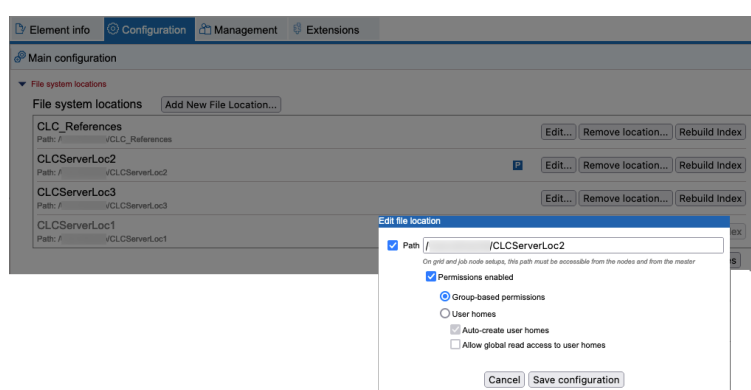 Element info Configuration Management Extensions
Main configuration
File system locations
File system locations Add New File Location...
CLC_References
Path: / /CLC_References
Edit... Remove location... Rebuild Index
CLCServerLoc2
Path: / /CLCServerLoc2
P Edit... Remove location... Rebuild Index
CLCServerLoc3
Path: / /CLCServerLoc3
Edit... Remove location... Rebuild Index
CLCServerLoc1
Path: / /CLCServerLoc1
Edit file location
Path / /CLCServerLoc2
On grid and job node setups, this path must be accessible from the nodes and from the master
Permissions enabled
Group-based permissions
User homes
Auto-create user homes
Allow global read access to user homes
Cancel Save configuration